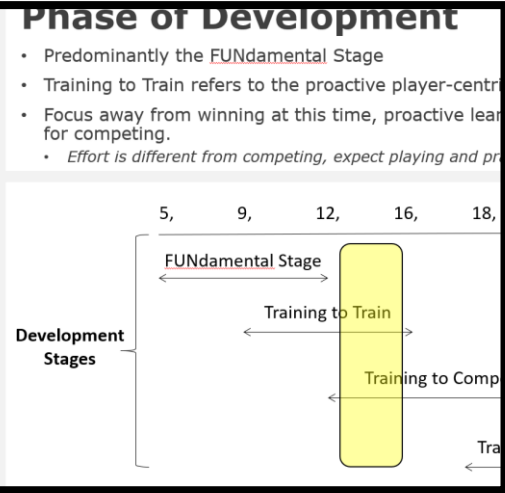 Phase of Development
• Predominantly the FUNdamental Stage
• Training to Train refers to the proactive player-centri
• Focus away from winning at this time, proactive lear
for competing.
• Effort is different from competing, expect playing and pr
5, 9, 12, 16, 18,
FUNdamental Stage
Training to Train
Development
Stages
Training to Comp
Tra